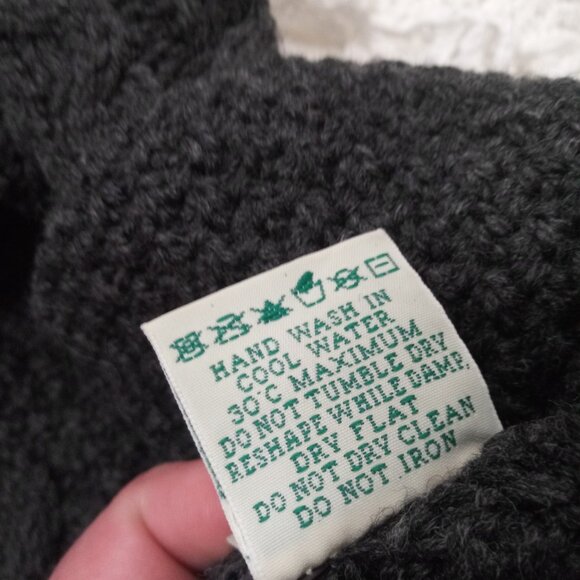 HAND WASH IN
COOL WATER
30°C MAXIMUM
DO NOT TUMBLE DRY
RESHAPE WHILE DAMP,
DRY FLAT
DO NOT DRY CLEAN
DO NOT IRON